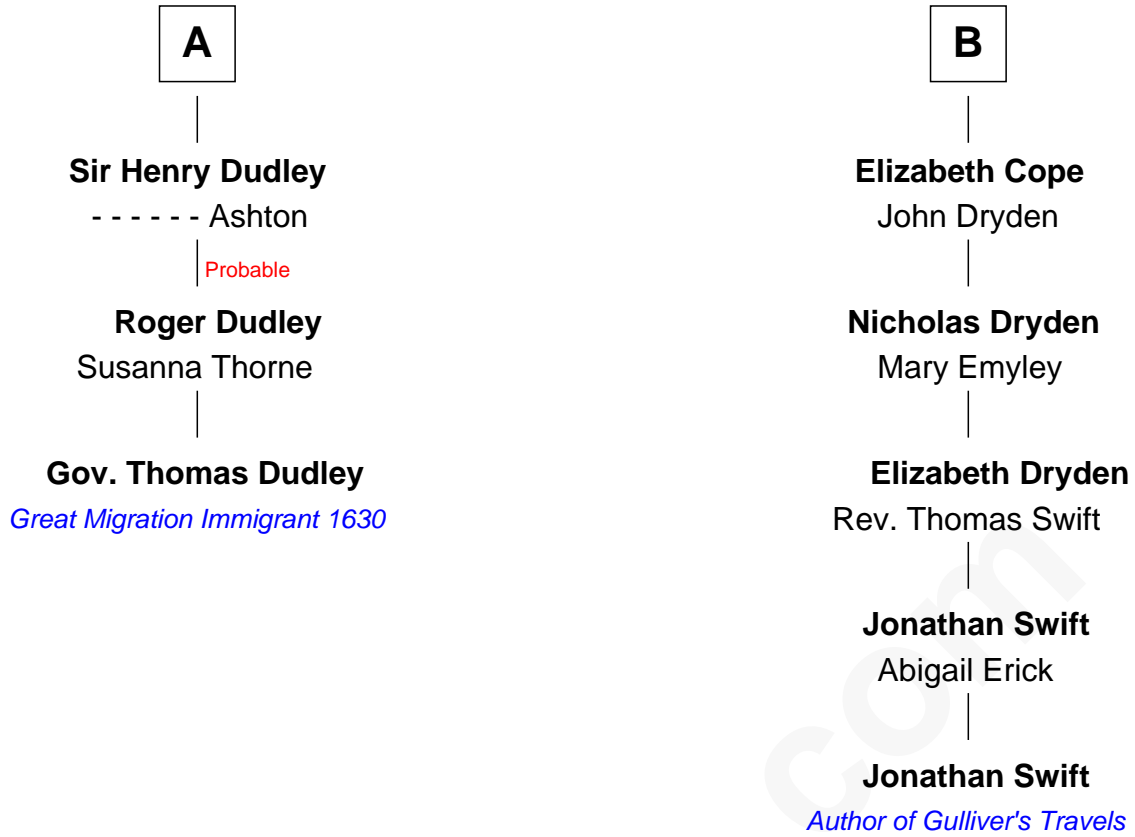 A
Sir Henry Dudley
- - - - - - Ashton
Probable
Roger Dudley
Susanna Thorne
Gov. Thomas Dudley
Great Migration Immigrant 1630
B
Elizabeth Cope
John Dryden
Nicholas Dryden
Mary Emyley
Elizabeth Dryden
Rev. Thomas Swift
Jonathan Swift
Abigail Erick
Jonathan Swift
Author of Gulliver's Travels
com